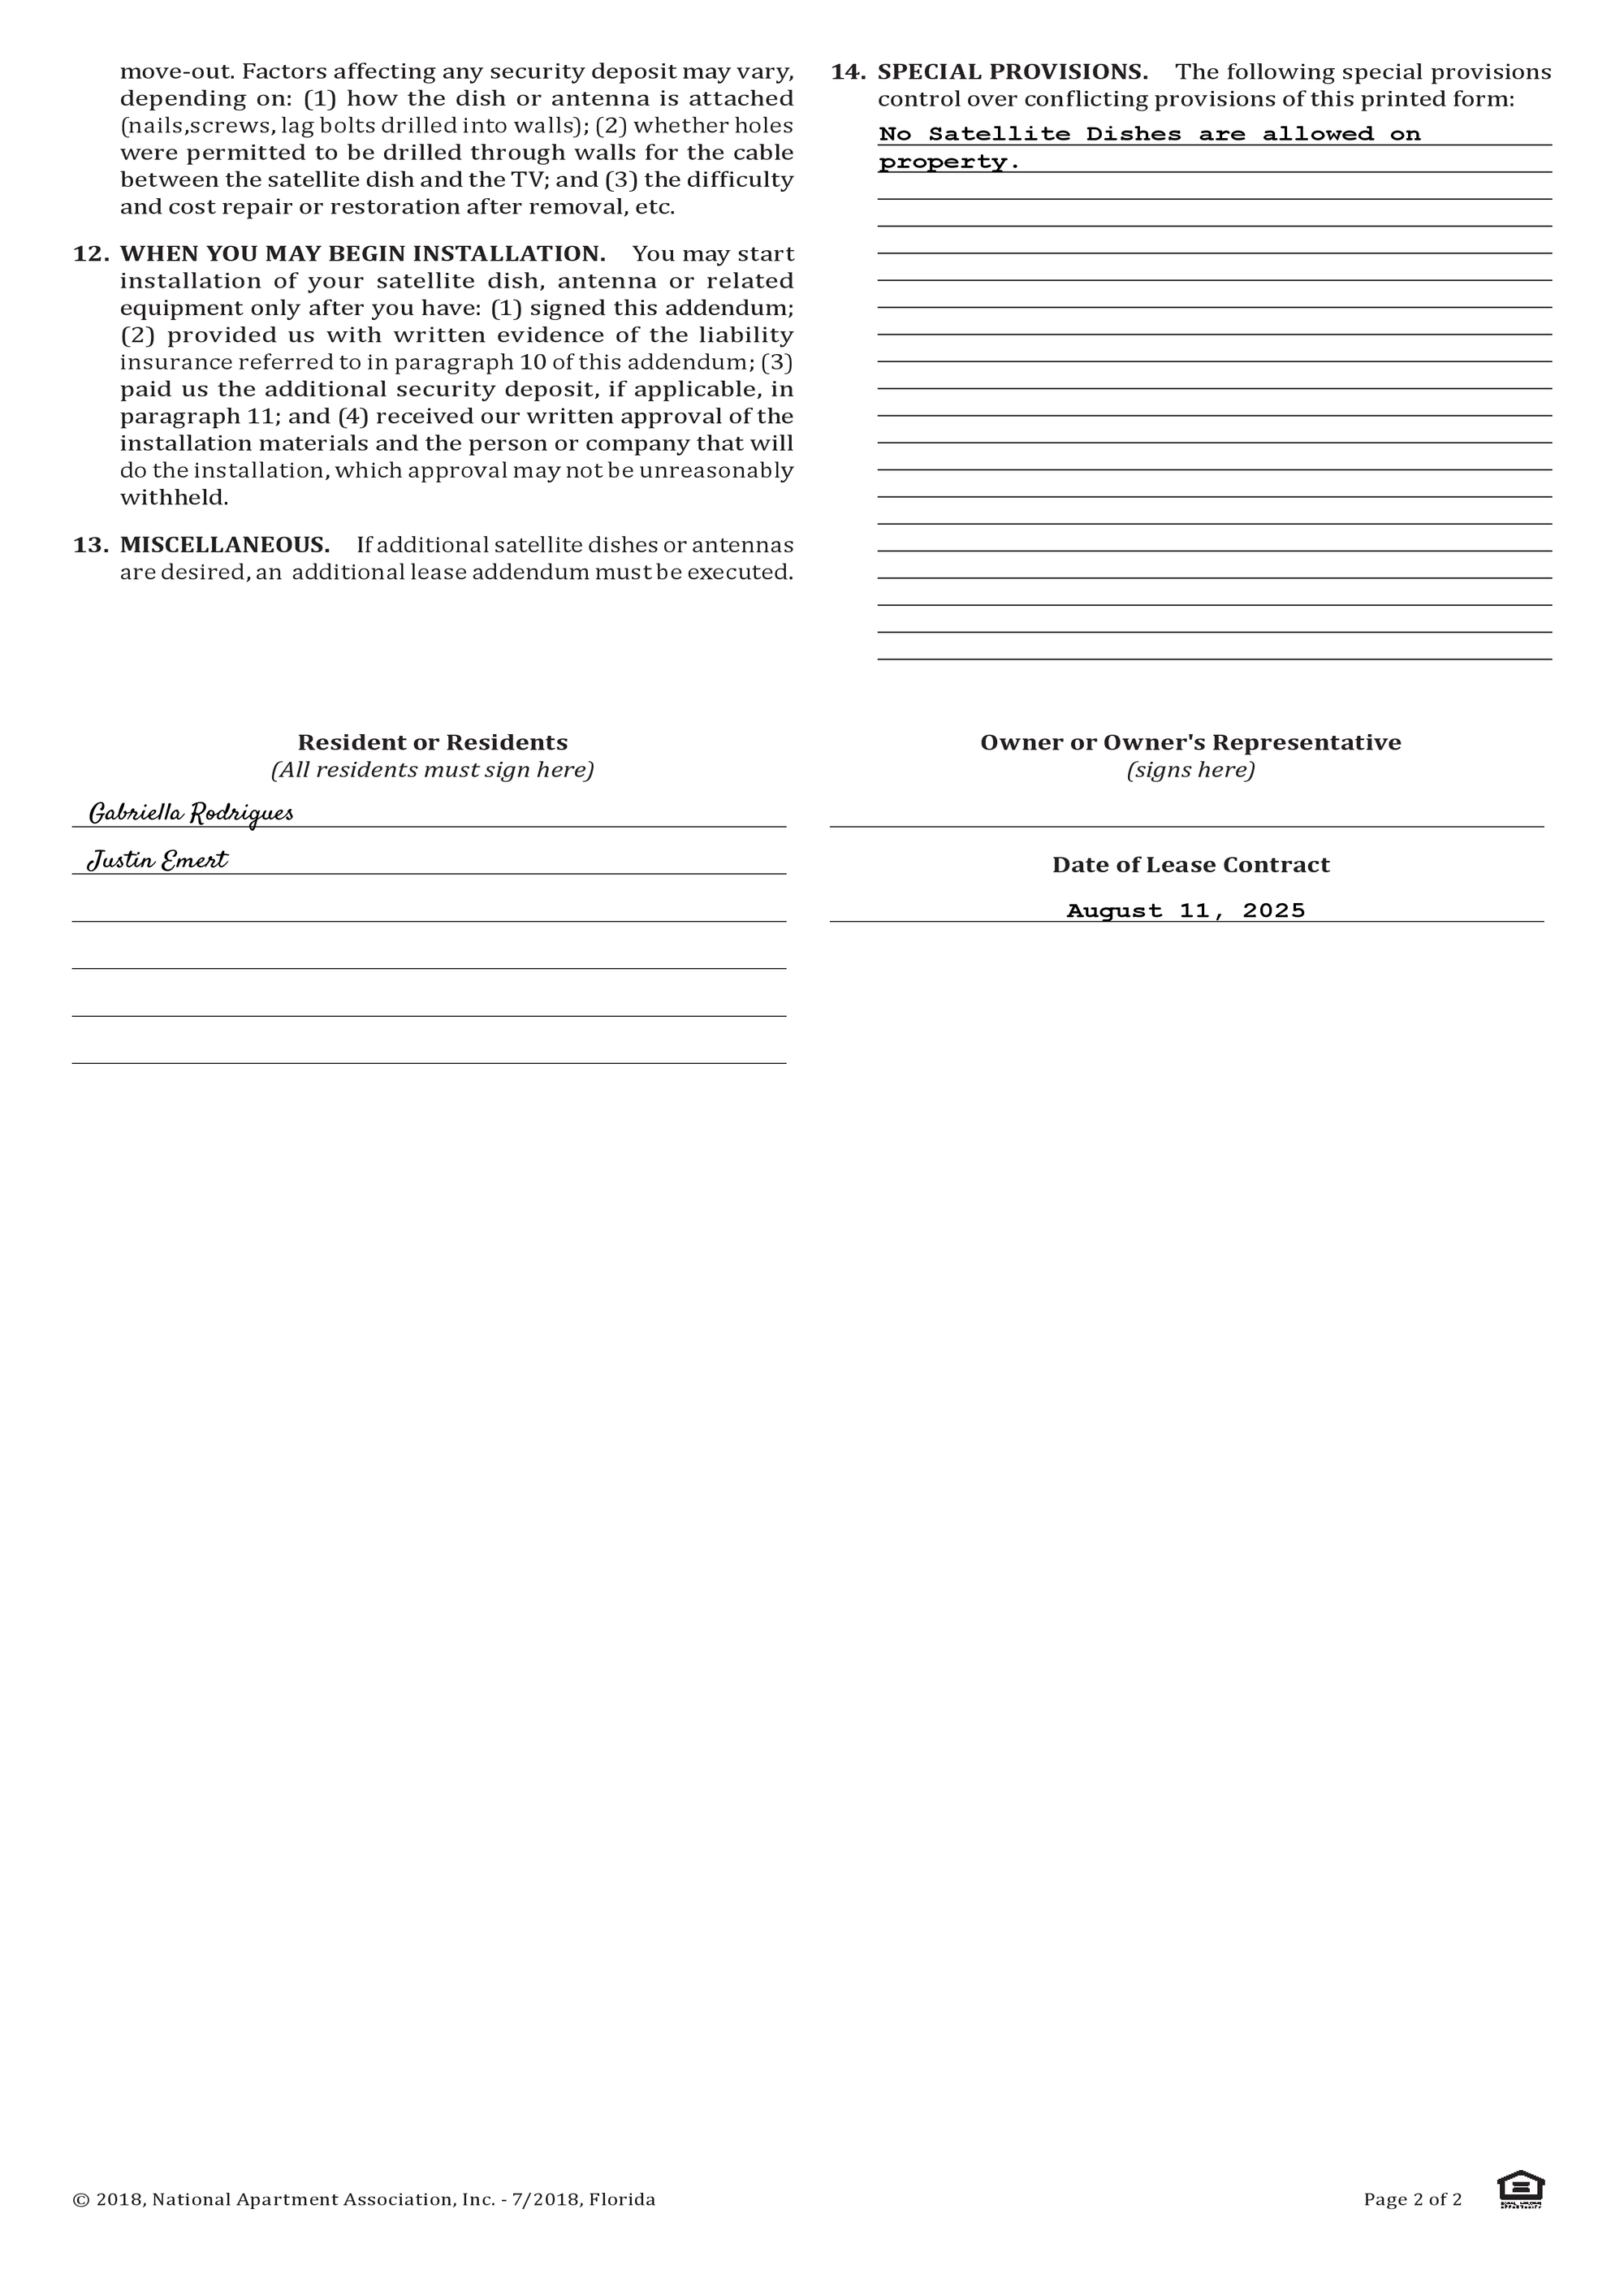 move-out. Factors affecting any security deposit may vary,
depending on: (1) how the dish or antenna is attached
(nails,screws, lag bolts drilled into walls); (2) whether holes
were permitted to be drilled through walls for the cable
between the satellite dish and the TV; and (3) the difficulty
and cost repair or restoration after removal, etc.
12. WHEN YOU MAY BEGIN INSTALLATION. You may start
installation of your satellite dish, antenna or related
equipment only after you have: (1) signed this addendum;
(2) provided us with written evidence of the liability
insurance referred to in paragraph 10 of this addendum; (3)
paid us the additional security deposit, if applicable, in
paragraph 11; and (4) received our written approval of the
installation materials and the person or company that will
do the installation, which approval may not be unreasonably
withheld.
13. MISCELLANEOUS. If additional satellite dishes or antennas
are desired, an additional lease addendum must be executed.
14. SPECIAL PROVISIONS. The following special provisions
control over conflicting provisions of this printed form:
No Satellite Dishes are allowed on
property.
Resident or Residents
(All residents must sign here)
Gabriella Rodrigues
Justin Emert
Owner or Owner's Representative
(signs here)
Date of Lease Contract
August 11, 2025
© 2018, National Apartment Association, Inc. - 7/2018, Florida
Page 2 of 2